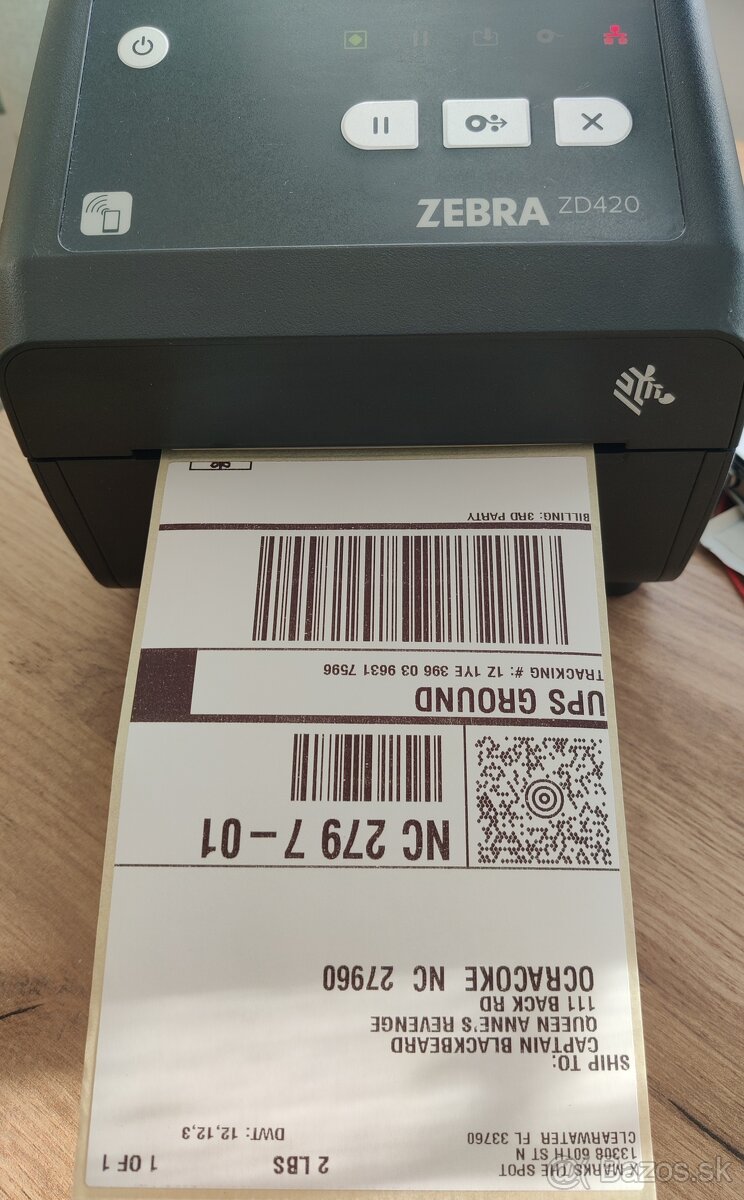 ZEBRA ZD420
X MARKS THE SPOT
13308 60TH ST N
CLEARWATER FL 33760
2 LBS
1 OF 1
DWT: 12,12,3
SHIP TO:
CAPTAIN BLACKBEARD
QUEEN ANNE'S REVENGE
111 BACK RD
OCRACOKE NC 27960
NC 279 7-01
UPS GROUND
TRACKING #: 1Z 1YE 396 03 9631 7596
BILLING: 3RD PARTY
Bazos.sk